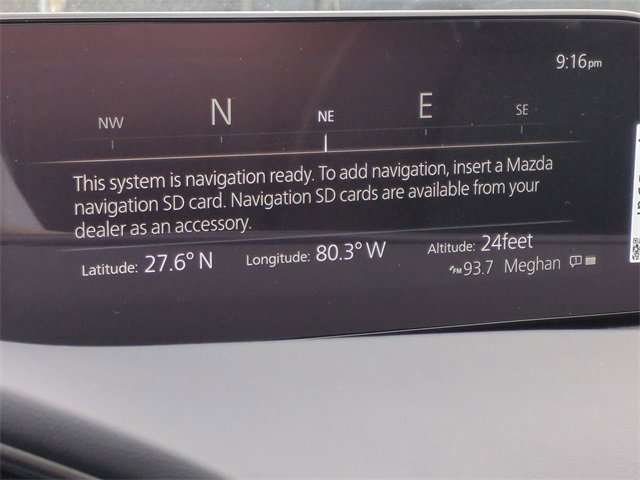 9:16pm
NW N NE E SE
This system is navigation ready. To add navigation, insert a Mazda
navigation SD card. Navigation SD cards are available from your
dealer as an accessory.
Latitude: 27.6° N Longitude: 80.3° W Altitude: 24feet
FM 93.7 Meghan